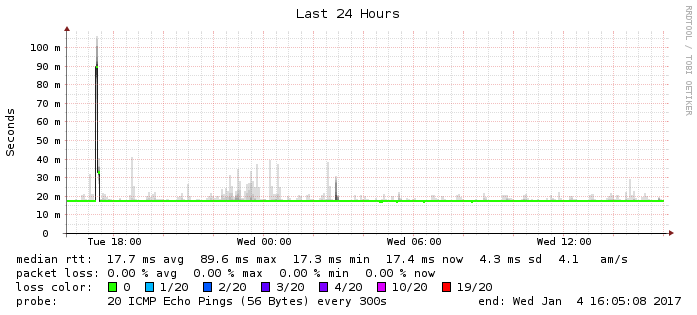 Last 24 Hours
RRDTOOL / TOBI OETIKER
Seconds
100 m
90 m
80 m
70 m
60 m
50 m
40 m
30 m
20 m
10 m
0
Tue 18:00 Wed 00:00 Wed 06:00 Wed 12:00
median rtt: 17.7 ms avg 89.6 ms max 17.3 ms min 17.4 ms now 4.3 ms sd 4.1 am/s
packet loss: 0.00 % avg 0.00 % max 0.00 % min 0.00 % now
loss color: 0 1/20 2/20 3/20 4/20 10/20 19/20
probe: 20 ICMP Echo Pings (56 Bytes) every 300s end: Wed Jan 4 16:05:08 2017